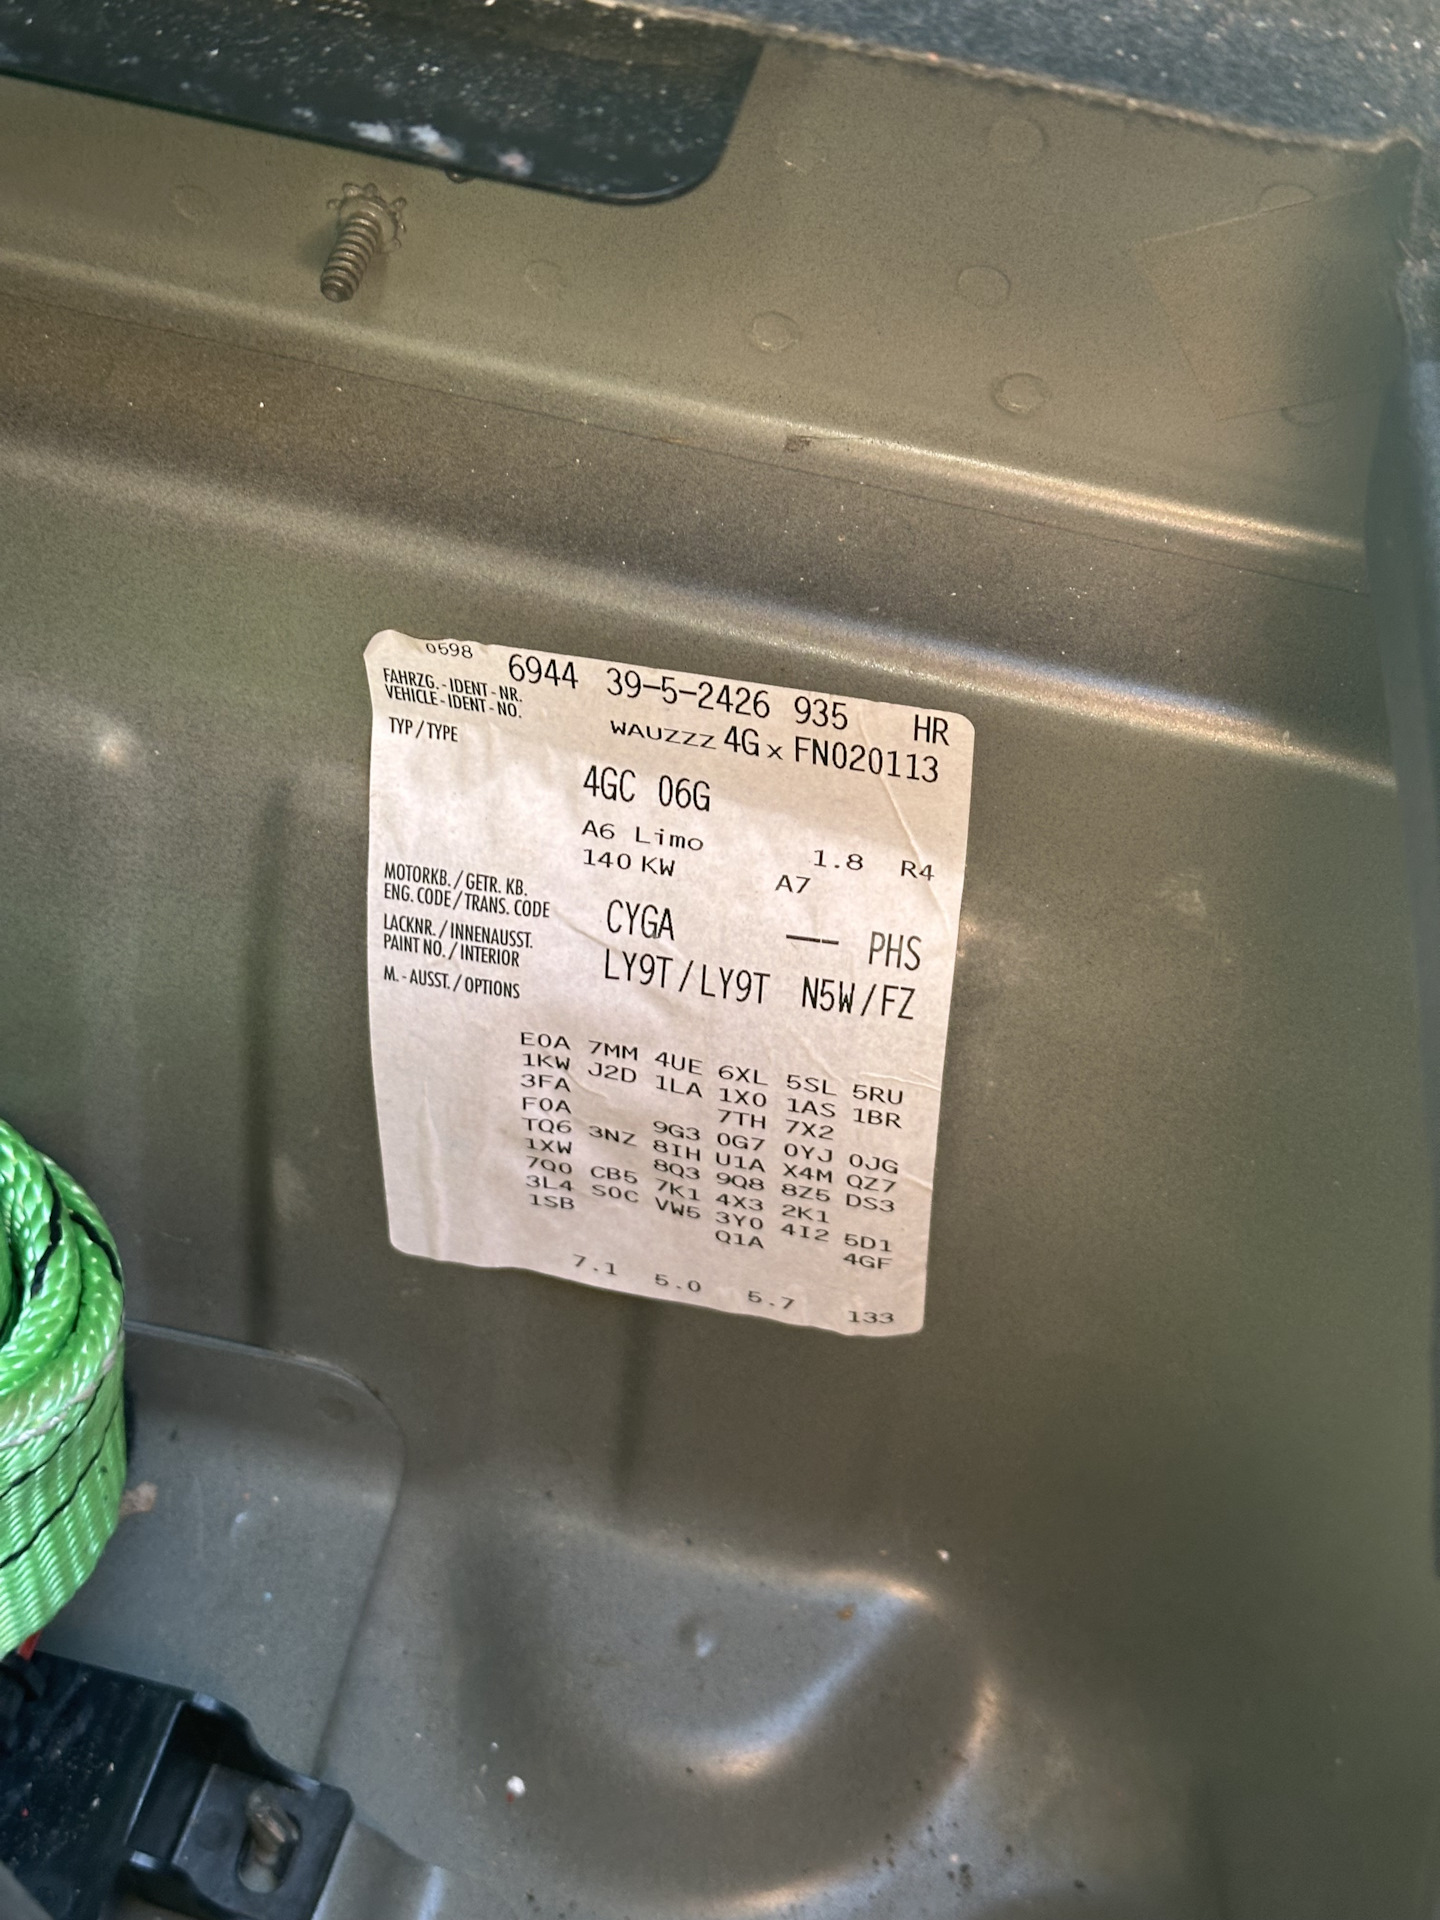 0598 6944 39-5-2426 935 HR
FAHRZG.-IDENT-NR.
VEHICLE-IDENT-NO. WAUZZZ 4G x FN020113
TYP/TYPE 4GC 06G
A6 Limo 1.8 R4
140 KW A7
MOTORKB./GETR. KB.
ENG. CODE/TRANS. CODE CYGA --- PHS
LACKNR./INNENAUSST.
PAINT NO./INTERIOR LY9T/LY9T N5W/FZ
M.-AUSST./OPTIONS
E0A 7MM 4UE 6XL 5SL 5RU
1KW J2D 1LA 1X0 1AS 1BR
3FA 7TH 7X2
F0A 9G3 0G7 0YJ 0JG
TQ6 3NZ 8IH U1A X4M QZ7
1XW 8Q3 9Q8 8Z5 DS3
7Q0 CB5 7K1 4X3 2K1
3L4 S0C VW5 3Y0 4I2 5D1
1SB Q1A 4GF
7.1 5.0 5.7 133